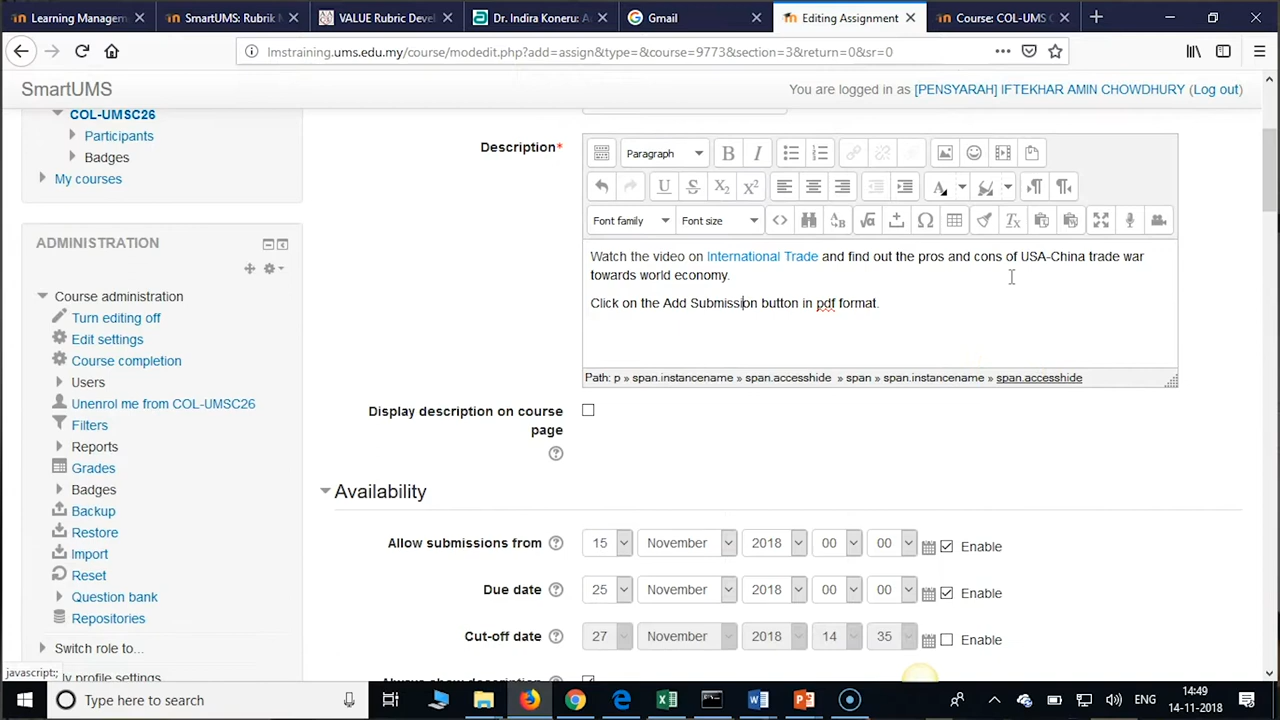 Learning Manageme
SmartUMS: Rubrik M
VALUE Rubric Devel
Dr. Indira Koneru: As
Gmail
Editing Assignment
Course: COL-UMS C
lmstraining.ums.edu.my/course/modedit.php?add=assign&type=&course=9773&section=3&return=0&sr=0
SmartUMS
You are logged in as [PENSYARAH] IFTEKHAR AMIN CHOWDHURY (Log out)
COL-UMSC26
Participants
Badges
My courses
ADMINISTRATION
Course administration
Turn editing off
Edit settings
Course completion
Users
Unenrol me from COL-UMSC26
Filters
Reports
Grades
Badges
Backup
Restore
Import
Reset
Question bank
Repositories
Switch role to...
My profile settings
javascript:;
Description*
Paragraph
Font family
Font size
Watch the video on International Trade and find out the pros and cons of USA-China trade war
towards world economy.
Click on the Add Submission button in pdf format.
Path: p » span.instancename » span.accesshide » span » span.instancename » span.accesshide
Display description on course
page
Availability
Allow submissions from 15 November 2018 00 00 Enable
Due date 25 November 2018 00 00 Enable
Cut-off date 27 November 2018 14 35 Enable
Type here to search
ENG
14:49
14-11-2018